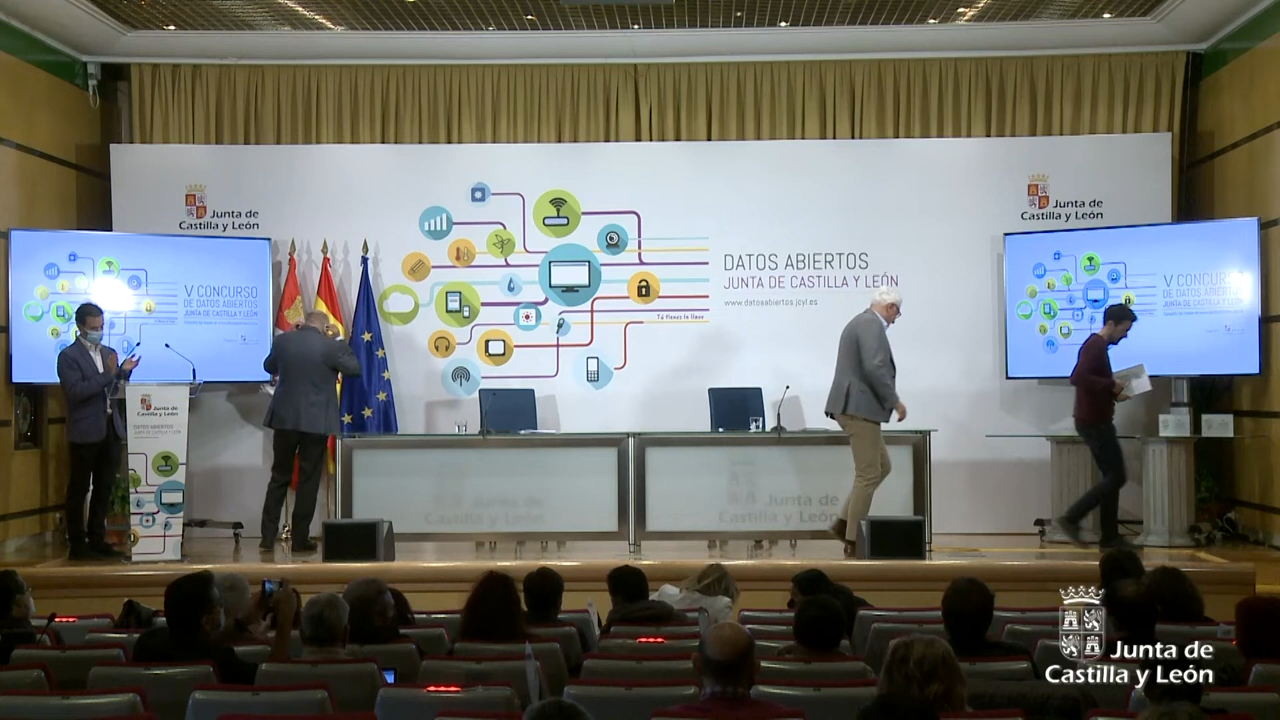 Junta de
Castilla y León
Junta de
Castilla y León
DATOS ABIERTOS
JUNTA DE CASTILLA Y LEÓN
www.datosabiertos.jcyl.es
Tú tienes la llave
V CONCURSO
DE DATOS ABIERTOS
JUNTA DE CASTILLA Y LEÓN
V CONCURSO
DE DATOS ABIERTOS
JUNTA DE CASTILLA Y LEÓN
Junta de
Castilla y León
DATOS ABIERTOS
JUNTA DE CASTILLA Y LEÓN
Junta de
Castilla y León
Junta de
Castilla y León
Junta de
Castilla y León